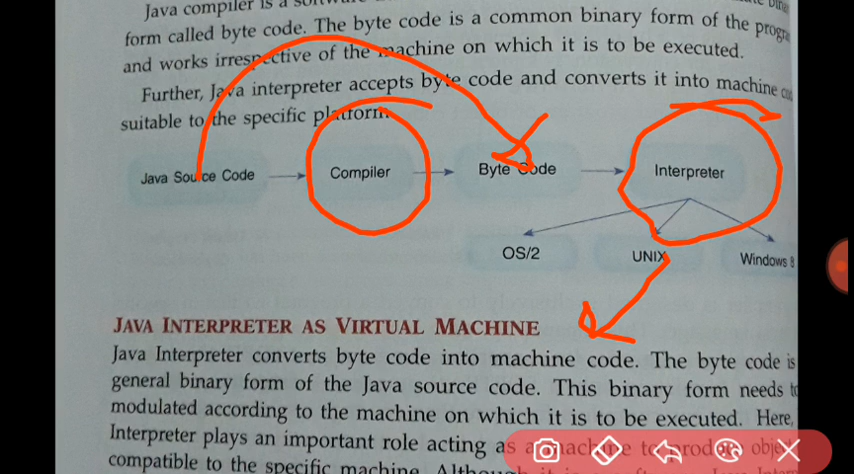 Java compiler is a
form called byte code. The byte code is a common binary form of the
and works irrespective of the machine on which it is to be executed.
Further, Java interpreter accepts byte code and converts it into machine
suitable to the specific platform.
Java Source Code Compiler Byte Code Interpreter
OS/2 UNIX Windows 8
JAVA INTERPRETER AS VIRTUAL MACHINE
Java Interpreter converts byte code into machine code. The byte code is
general binary form of the Java source code. This binary form needs
modulated according to the machine on which it is to be executed. Here,
Interpreter plays an important role acting as a machine to
compatible to the specific machine.